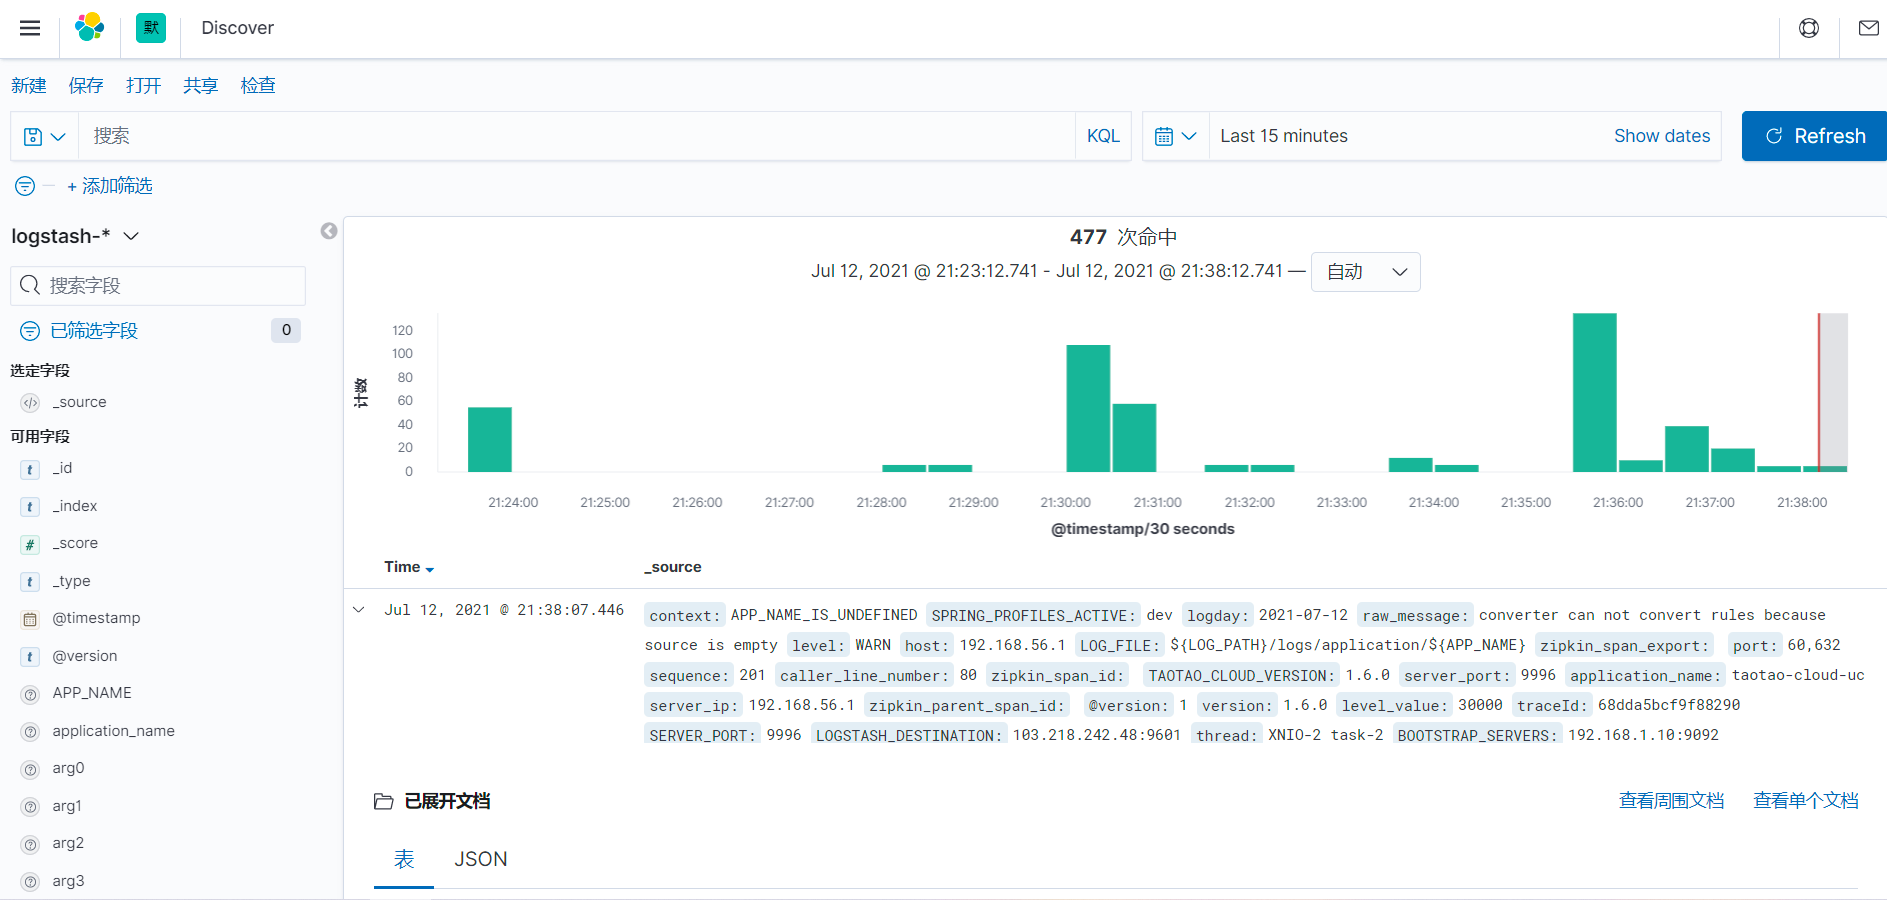 默 Discover
新建 保存 打开 共享 检查
搜索 KQL Last 15 minutes Show dates Refresh
+ 添加筛选
logstash-*
搜索字段
已筛选字段 0
选定字段
_source
可用字段
t _id
t _index
# _score
t _type
@timestamp
t @version
APP_NAME
application_name
arg0
arg1
arg2
arg3
477 次命中
Jul 12, 2021 @ 21:23:12.741 - Jul 12, 2021 @ 21:38:12.741 — 自动
计数
120
100
80
60
40
20
0
21:24:00 21:25:00 21:26:00 21:27:00 21:28:00 21:29:00 21:30:00 21:31:00 21:32:00 21:33:00 21:34:00 21:35:00 21:36:00 21:37:00 21:38:00
@timestamp/30 seconds
Time _source
Jul 12, 2021 @ 21:38:07.446 context: APP_NAME_IS_UNDEFINED SPRING_PROFILES_ACTIVE: dev logday: 2021-07-12 raw_message: converter can not convert rules because
source is empty level: WARN host: 192.168.56.1 LOG_FILE: ${LOG_PATH}/logs/application/${APP_NAME} zipkin_span_export: port: 60,632
sequence: 201 caller_line_number: 80 zipkin_span_id: TAOTAO_CLOUD_VERSION: 1.6.0 server_port: 9996 application_name: taotao-cloud-uc
server_ip: 192.168.56.1 zipkin_parent_span_id: @version: 1 version: 1.6.0 level_value: 30000 traceId: 68dda5bcf9f88290
SERVER_PORT: 9996 LOGSTASH_DESTINATION: 103.218.242.48:9601 thread: XNIO-2 task-2 BOOTSTRAP_SERVERS: 192.168.1.10:9092
已展开文档 查看周围文档 查看单个文档
表 JSON